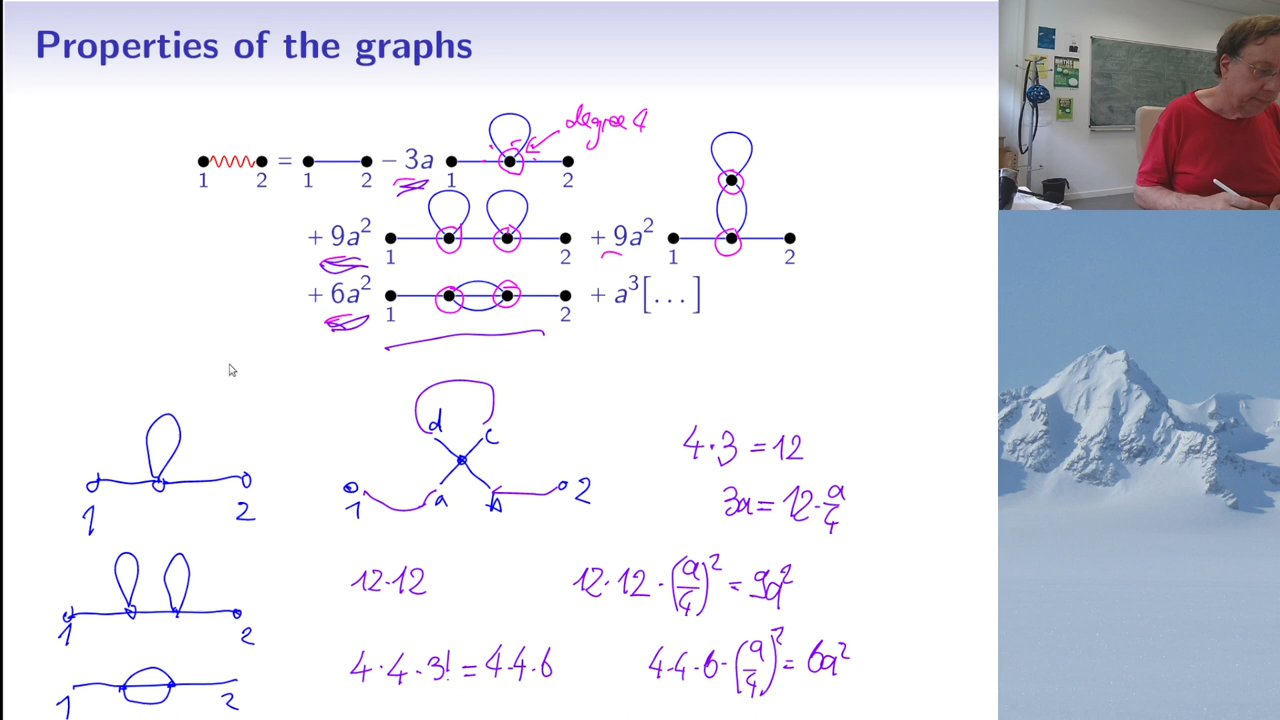 Properties of the graphs
degree 4
= − 3a
1 2 1 2 1 2
+ 9a² + 9a²
1 2 1 2
+ 6a² + a³[...]
1 2
d c
4·3 = 12
1 2 1 a b 2
3a = 12·a/4
12·12 12·12·(a/4)² = 9a²
1 2
4·4·3! = 4·4·6 4·4·6·(a/4)² = 6a²
1 2